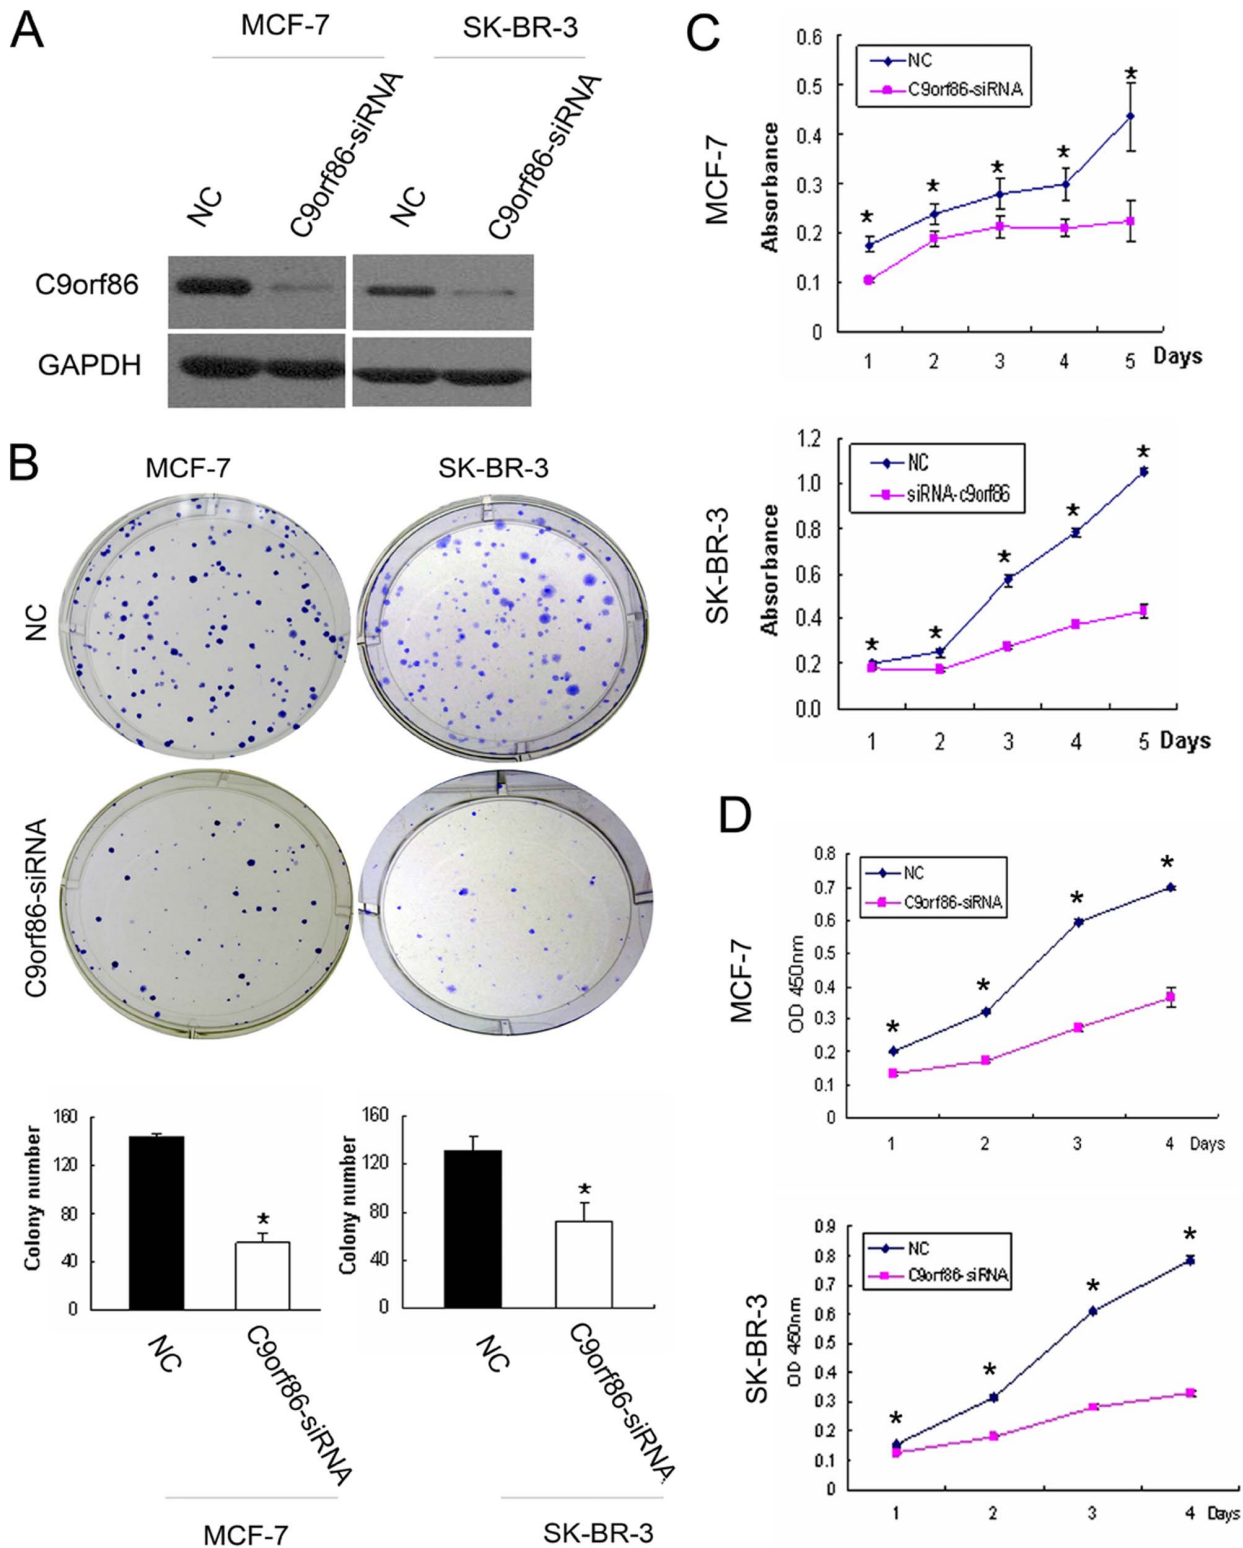 A
MCF-7
SK-BR-3
NC
C9orf86-siRNA
NC
C9orf86-siRNA
C9orf86
GAPDH
B
MCF-7
SK-BR-3
NC
C9orf86-siRNA
160
120
80
40
0
Colony number
*
NC
C9orf86-siRNA
MCF-7
160
120
80
40
0
Colony number
*
NC
C9orf86-siRNA
SK-BR-3
C
MCF-7
Absorbance
0.6
0.5
0.4
0.3
0.2
0.1
0
NC
C9orf86-siRNA
* * * * *
1 2 3 4 5 Days
SK-BR-3
Absorbance
1.2
1.0
0.8
0.6
0.4
0.2
0.0
NC
siRNA-c9orf86
* * * * *
1 2 3 4 5 Days
D
MCF-7
OD 450nm
0.8
0.7
0.6
0.5
0.4
0.3
0.2
0.1
0
NC
C9orf86-siRNA
* * * *
1 2 3 4 Days
SK-BR-3
OD 450nm
0.9
0.8
0.7
0.6
0.5
0.4
0.3
0.2
0.1
0
NC
C9orf86-siRNA
* * * *
1 2 3 4 Days